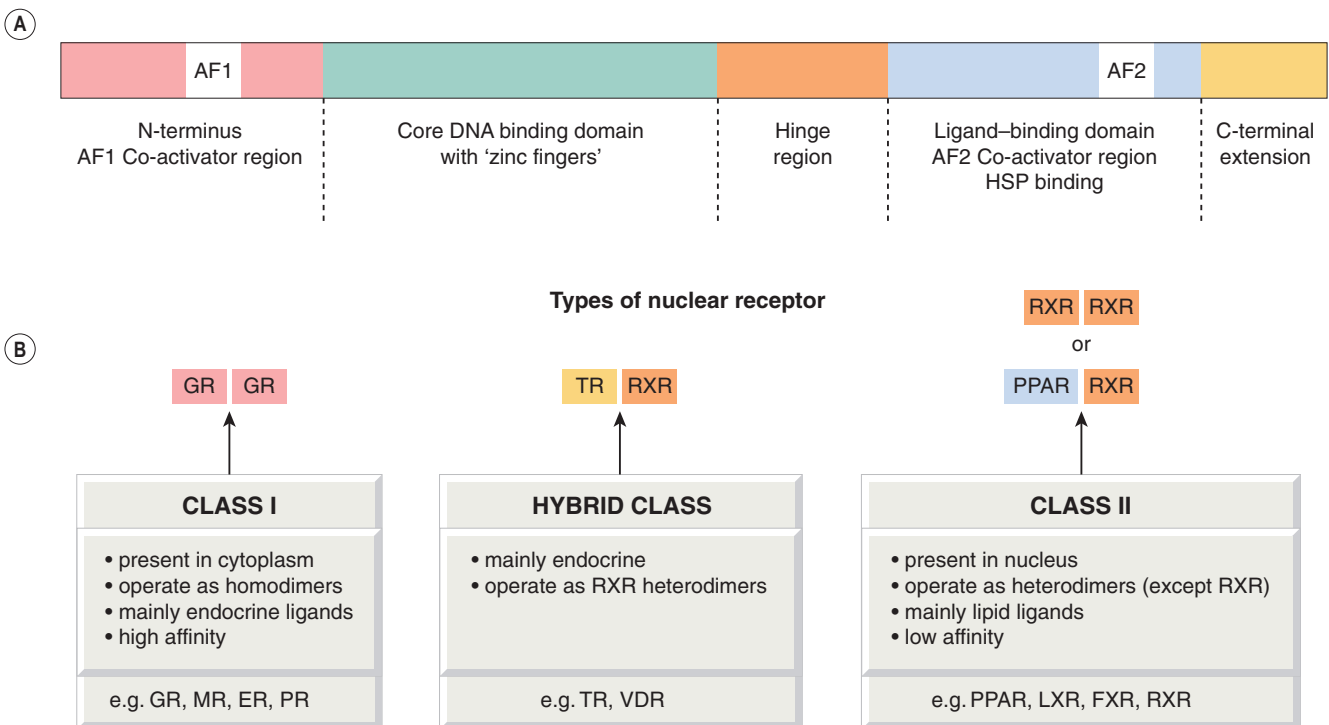 A
AF1
AF2
N-terminus
AF1 Co-activator region
Core DNA binding domain
with ‘zinc fingers’
Hinge
region
Ligand–binding domain
AF2 Co-activator region
HSP binding
C-terminal
extension
Types of nuclear receptor
B
GR GR
TR RXR
RXR RXR
or
PPAR RXR
CLASS I
• present in cytoplasm
• operate as homodimers
• mainly endocrine ligands
• high affinity
e.g. GR, MR, ER, PR
HYBRID CLASS
• mainly endocrine
• operate as RXR heterodimers
e.g. TR, VDR
CLASS II
• present in nucleus
• operate as heterodimers (except RXR)
• mainly lipid ligands
• low affinity
e.g. PPAR, LXR, FXR, RXR